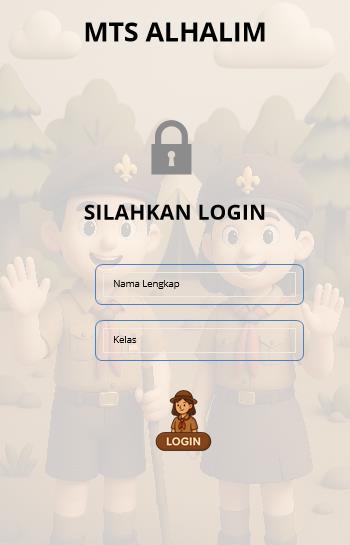 MTS ALHALIM
SILAHKAN LOGIN
Nama Lengkap
Kelas
LOGIN